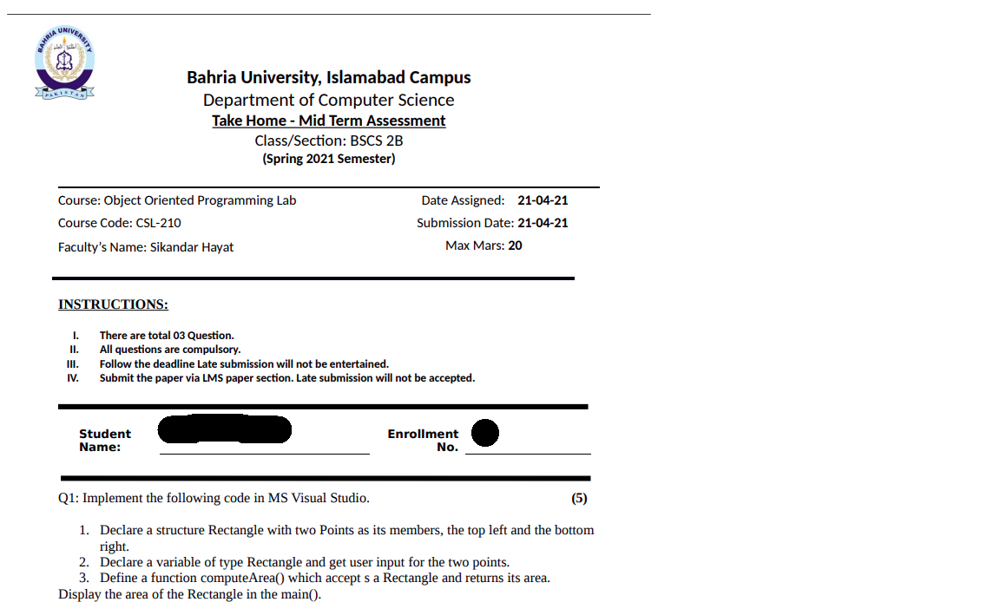 BAHRIA UNIVERSITY
PAKISTAN
Bahria University, Islamabad Campus
Department of Computer Science
Take Home - Mid Term Assessment
Class/Section: BSCS 2B
(Spring 2021 Semester)
Course: Object Oriented Programming Lab Date Assigned: 21-04-21
Course Code: CSL-210 Submission Date: 21-04-21
Faculty’s Name: Sikandar Hayat Max Mars: 20
INSTRUCTIONS:
I. There are total 03 Question.
II. All questions are compulsory.
III. Follow the deadline Late submission will not be entertained.
IV. Submit the paper via LMS paper section. Late submission will not be accepted.
Student Enrollment
Name: No.
Q1: Implement the following code in MS Visual Studio. (5)
1. Declare a structure Rectangle with two Points as its members, the top left and the bottom
right.
2. Declare a variable of type Rectangle and get user input for the two points.
3. Define a function computeArea() which accept s a Rectangle and returns its area.
Display the area of the Rectangle in the main().